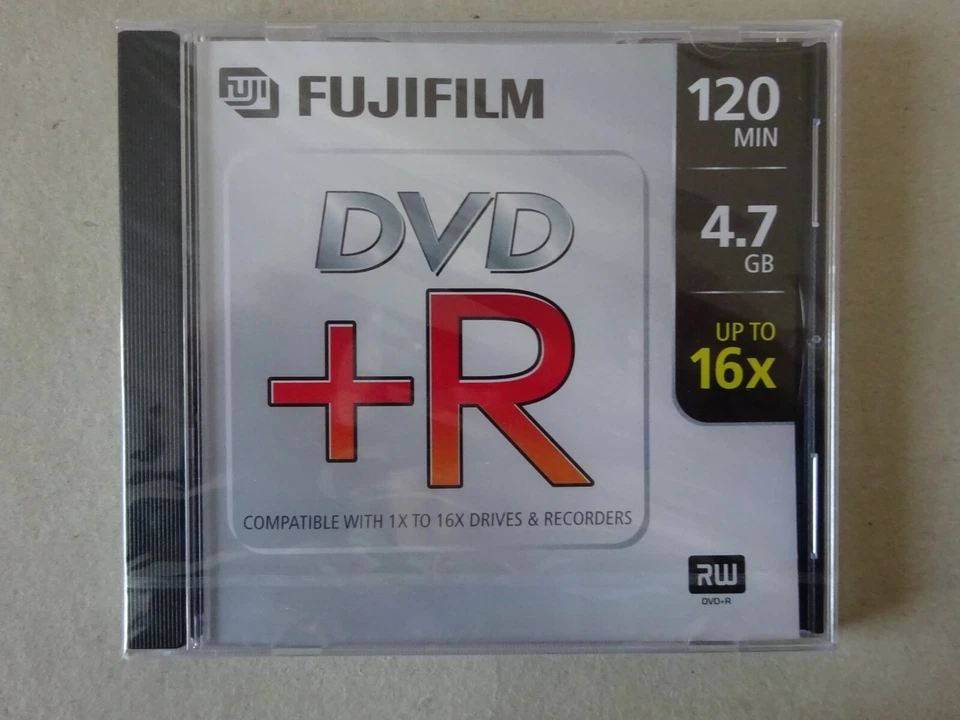 FUJI FUJIFILM
DVD
+R
COMPATIBLE WITH 1X TO 16X DRIVES & RECORDERS
120
MIN
4.7
GB
UP TO
16x
RW
DVD+R